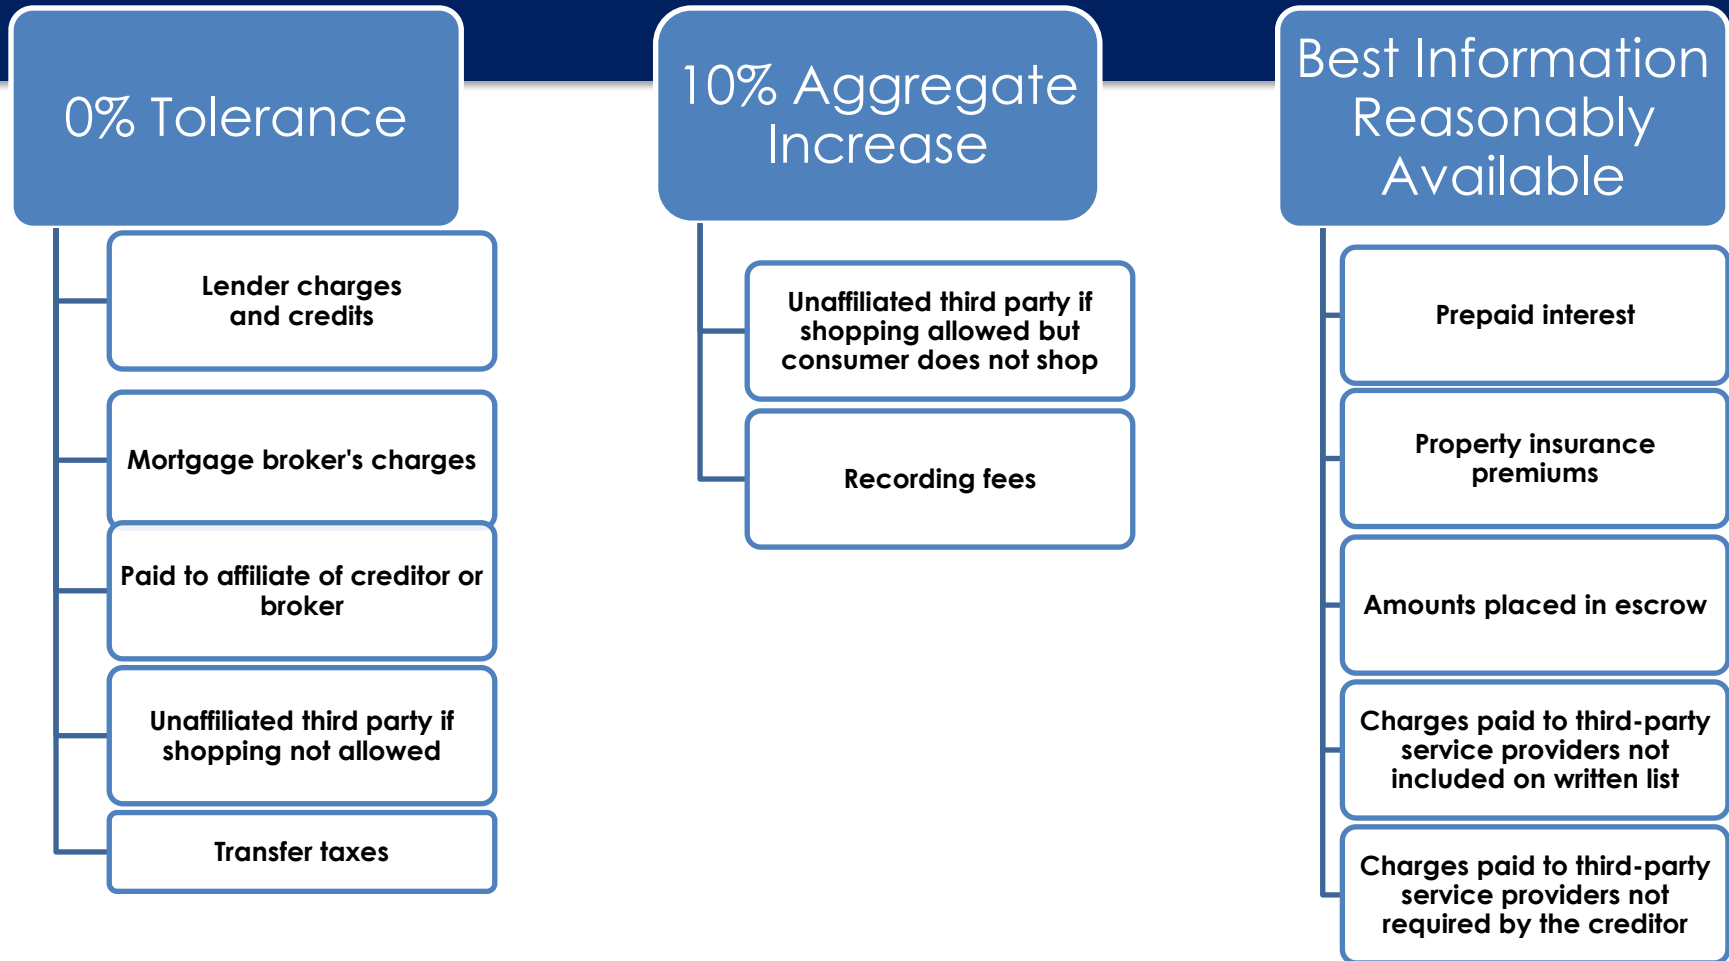 0% Tolerance
Lender charges
and credits
Mortgage broker's charges
Paid to affiliate of creditor or
broker
Unaffiliated third party if
shopping not allowed
Transfer taxes
10% Aggregate
Increase
Unaffiliated third party if
shopping allowed but
consumer does not shop
Recording fees
Best Information
Reasonably
Available
Prepaid interest
Property insurance
premiums
Amounts placed in escrow
Charges paid to third-party
service providers not
included on written list
Charges paid to third-party
service providers not
required by the creditor